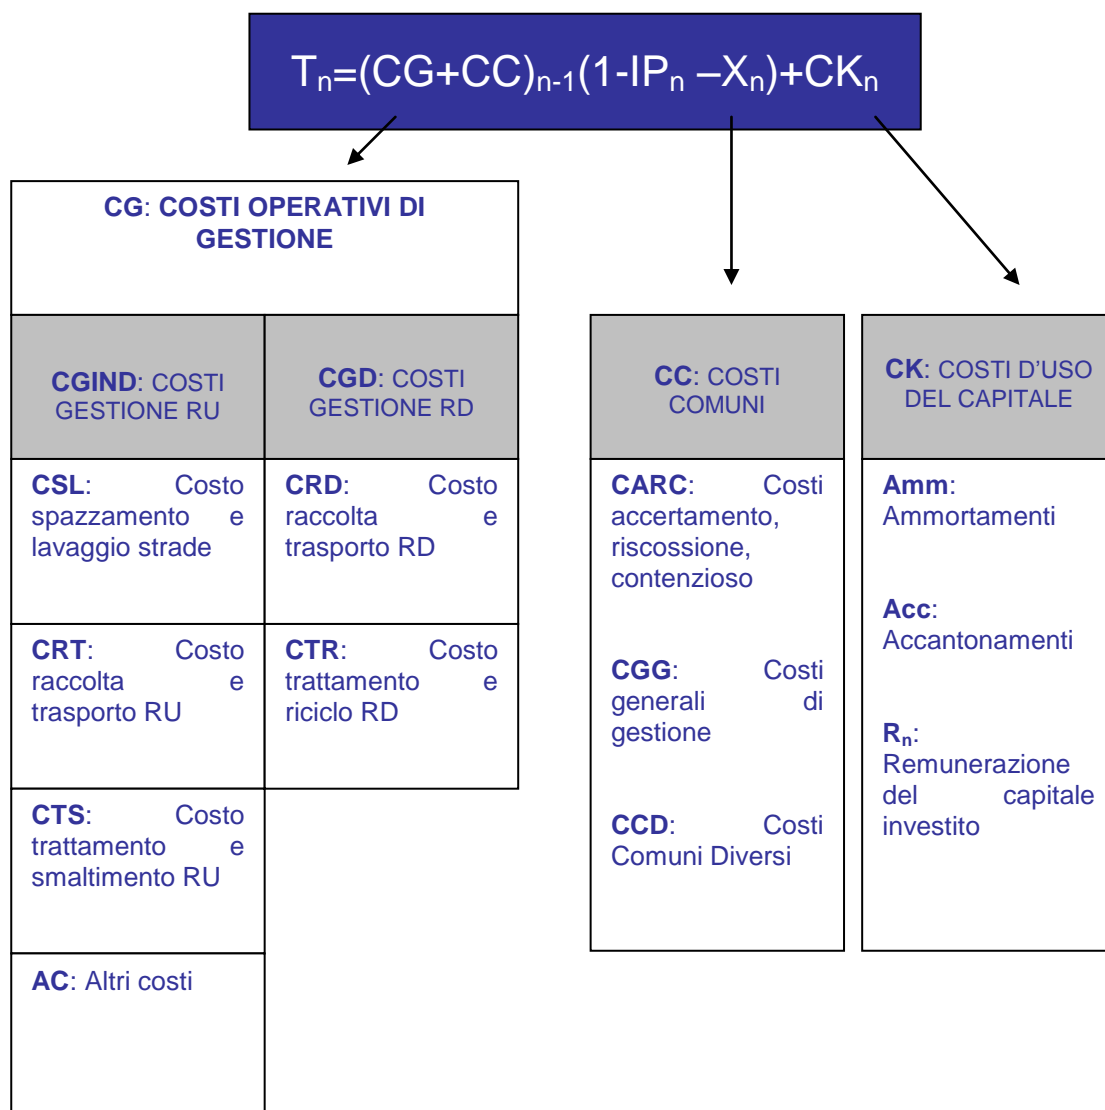 Tn=(CG+CC)n-1(1-IPn –Xn)+CKn
CG: COSTI OPERATIVI DI
GESTIONE
CGIND: COSTI
GESTIONE RU
CGD: COSTI
GESTIONE RD
CC: COSTI
COMUNI
CK: COSTI D’USO
DEL CAPITALE
CSL: Costo
spazzamento e
lavaggio strade
CRD: Costo
raccolta e
trasporto RD
CRT: Costo
raccolta e
trasporto RU
CTR: Costo
trattamento e
riciclo RD
CTS: Costo
trattamento e
smaltimento RU
AC: Altri costi
CARC: Costi
accertamento,
riscossione,
contenzioso
CGG: Costi
generali di
gestione
CCD: Costi
Comuni Diversi
Amm:
Ammortamenti
Acc:
Accantonamenti
Rn:
Remunerazione
del capitale
investito